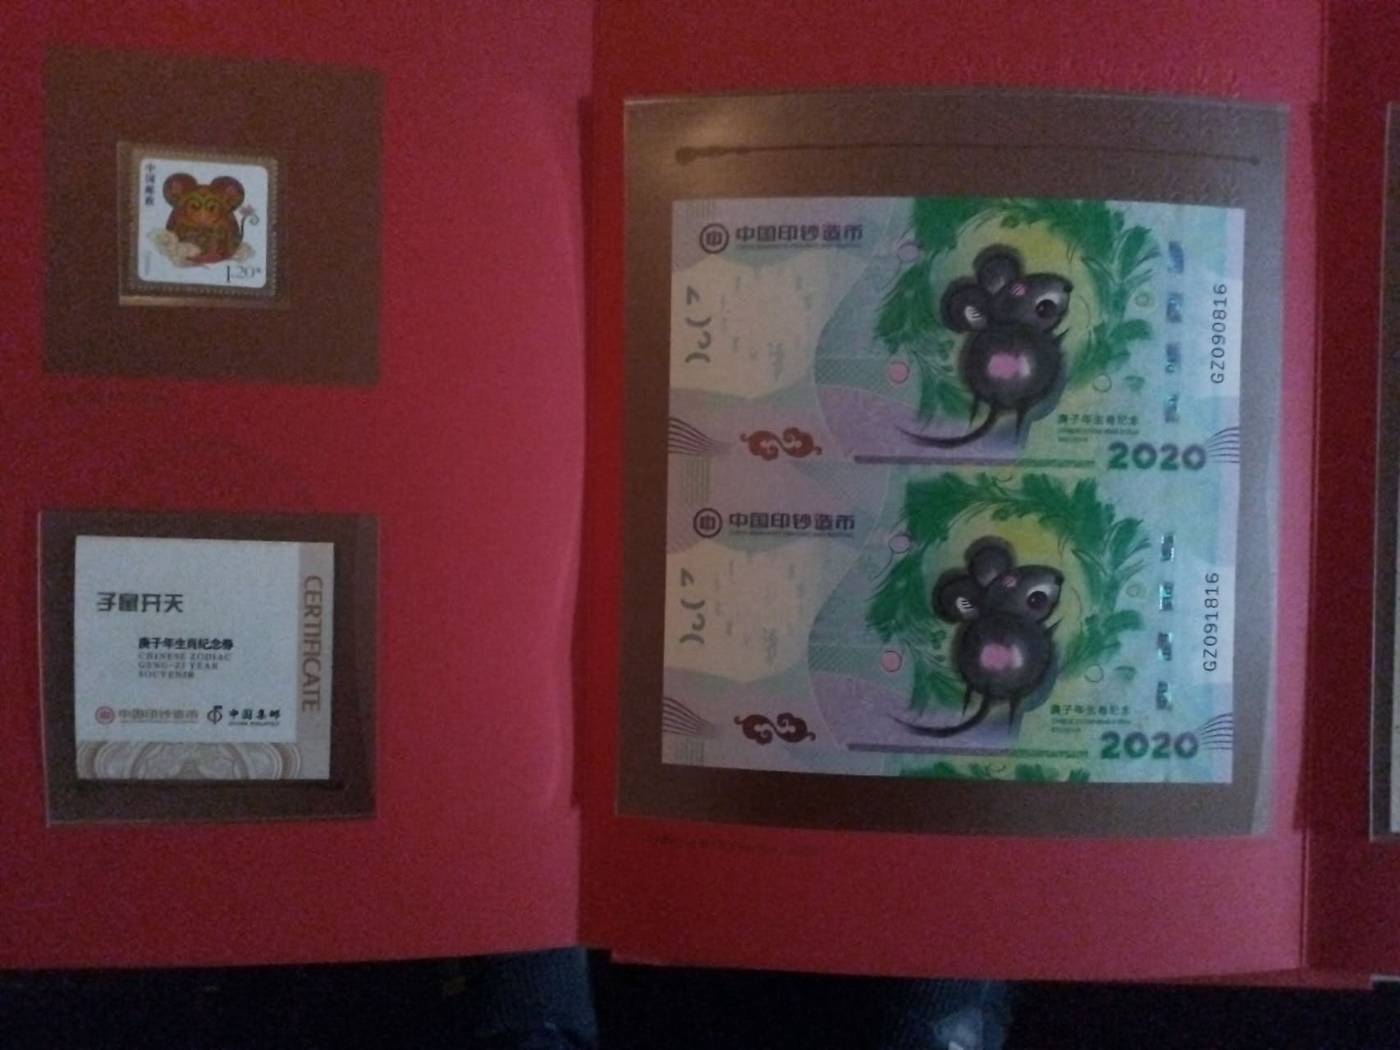 中国邮政
1.20元
子鼠开天
庚子年生肖纪念券
CHINESE ZODIAC
GENG-ZI YEAR
SOUVENIR
中国印钞造币
中国集邮
CERTIFICATE
中国印钞造币
庚子年生肖纪念
2020
GZ090816
中国印钞造币
庚子年生肖纪念
2020
GZ091816